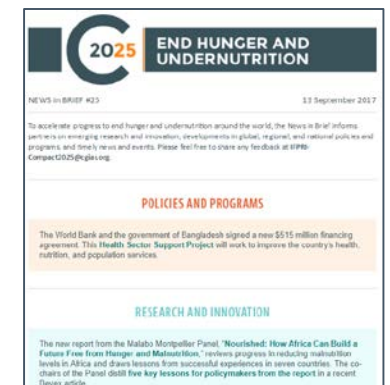 2025
END HUNGER AND
UNDERNUTRITION
NEWS in BRIEF #23
13 September 2017
To accelerate progress to end hunger and undernutrition around the world, the News in Brief informs
partners on emerging research and innovation, developments in global, regional, and national policies and
programs, and timely news and events. Please feel free to share any feedback at IFPRI-
Compact2025@cgiar.org.
POLICIES AND PROGRAMS
The World Bank and the government of Bangladesh signed a new $515 million financing
agreement. This Health Sector Support Project will work to improve the country's health,
nutrition, and population services.
RESEARCH AND INNOVATION
The new report from the Malabo Montpellier Panel, "Nourished: How Africa Can Build a
Future Free from Hunger and Malnutrition," reviews progress in reducing malnutrition
levels in Africa and draws lessons from successful experiences in seven countries. The co-
chairs of the Panel distill five key lessons for policymakers from the report in a recent
Devex article.